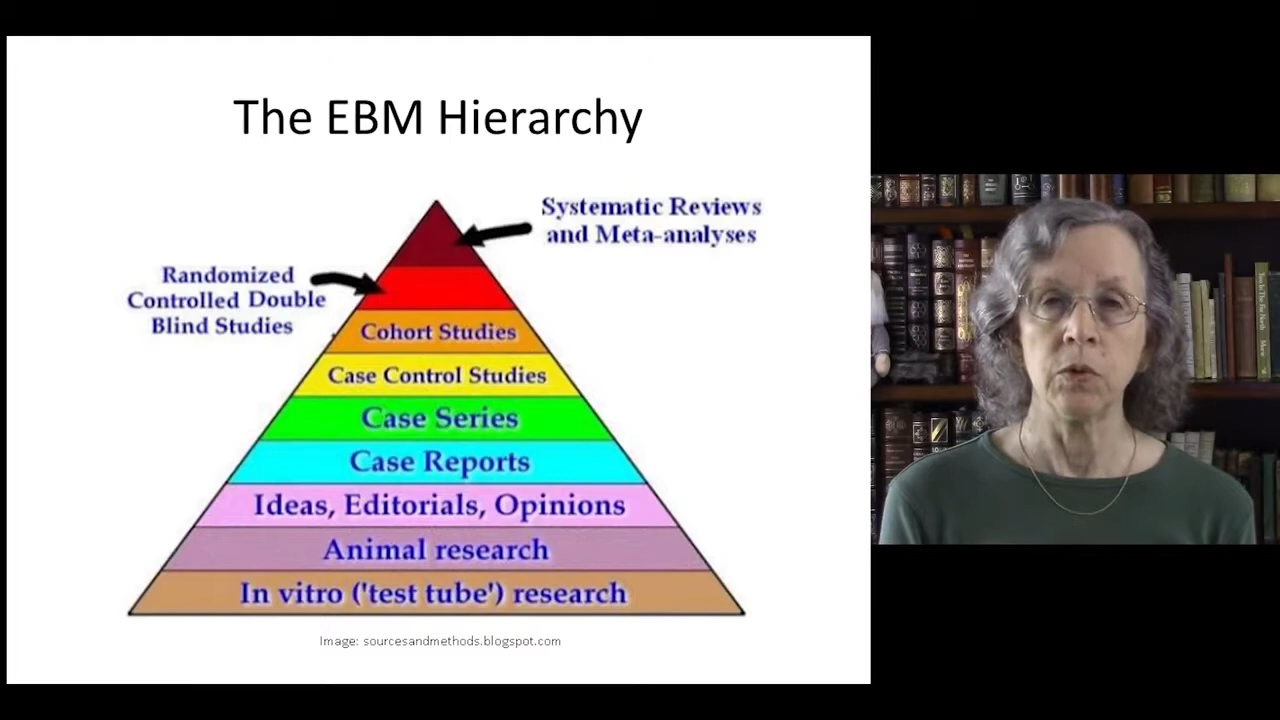 The EBM Hierarchy
Systematic Reviews
and Meta-analyses
Randomized
Controlled Double
Blind Studies
Cohort Studies
Case Control Studies
Case Series
Case Reports
Ideas, Editorials, Opinions
Animal research
In vitro ('test tube') research
Image: sourcesandmethods.blogspot.com